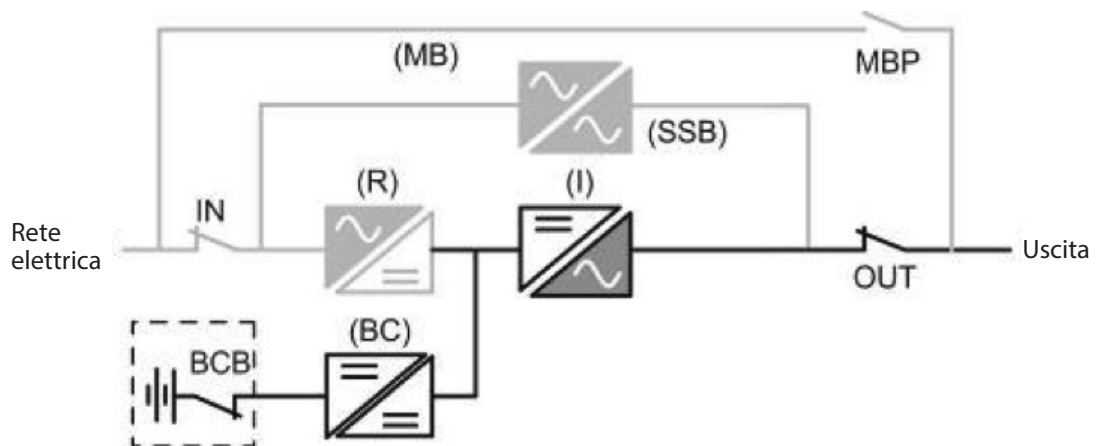 (MB)
MBP
(SSB)
(R)
(I)
IN
Rete
elettrica
Uscita
OUT
(BC)
BCB